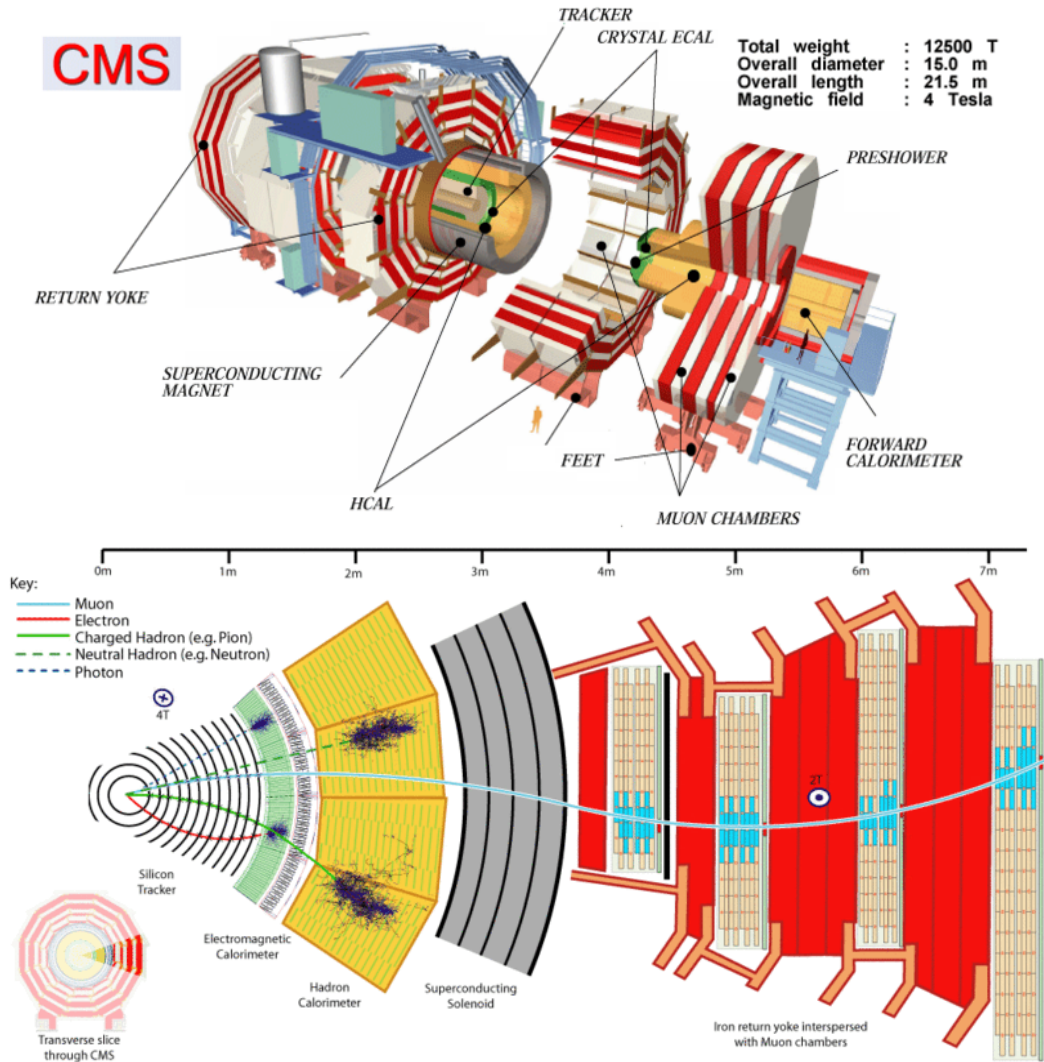 CMS
TRACKER
CRYSTAL ECAL
Total weight : 12500 T
Overall diameter : 15.0 m
Overall length : 21.5 m
Magnetic field : 4 Tesla
PRESHOWER
RETURN YOKE
SUPERCONDUCTING
MAGNET
FEET
FORWARD
CALORIMETER
HCAL
MUON CHAMBERS
0m 1m 2m 3m 4m 5m 6m 7m
Key:
Muon
Electron
Charged Hadron (e.g. Pion)
Neutral Hadron (e.g. Neutron)
Photon
4T
2T
Silicon
Tracker
Electromagnetic
Calorimeter
Hadron
Calorimeter
Superconducting
Solenoid
Iron return yoke interspersed
with Muon chambers
Transverse slice
through CMS